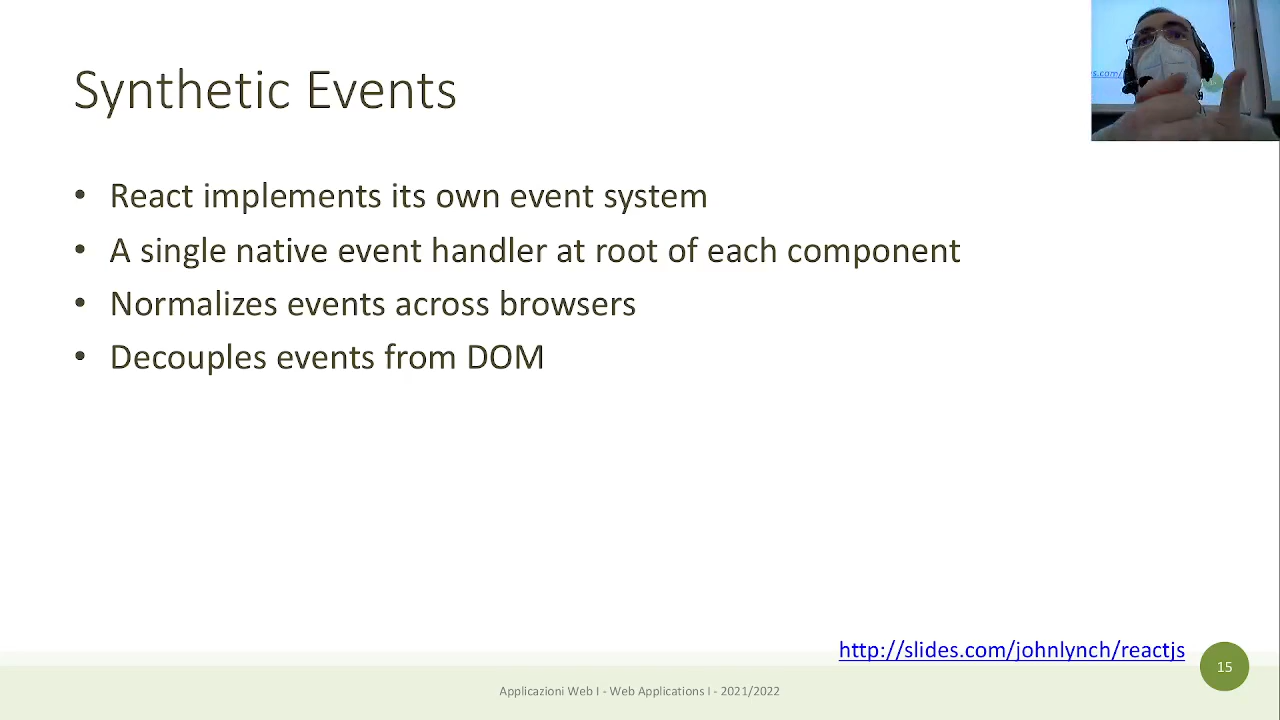 Synthetic Events
• React implements its own event system
• A single native event handler at root of each component
• Normalizes events across browsers
• Decouples events from DOM
http://slides.com/johnlynch/reactjs
15
Applicazioni Web I - Web Applications I - 2021/2022